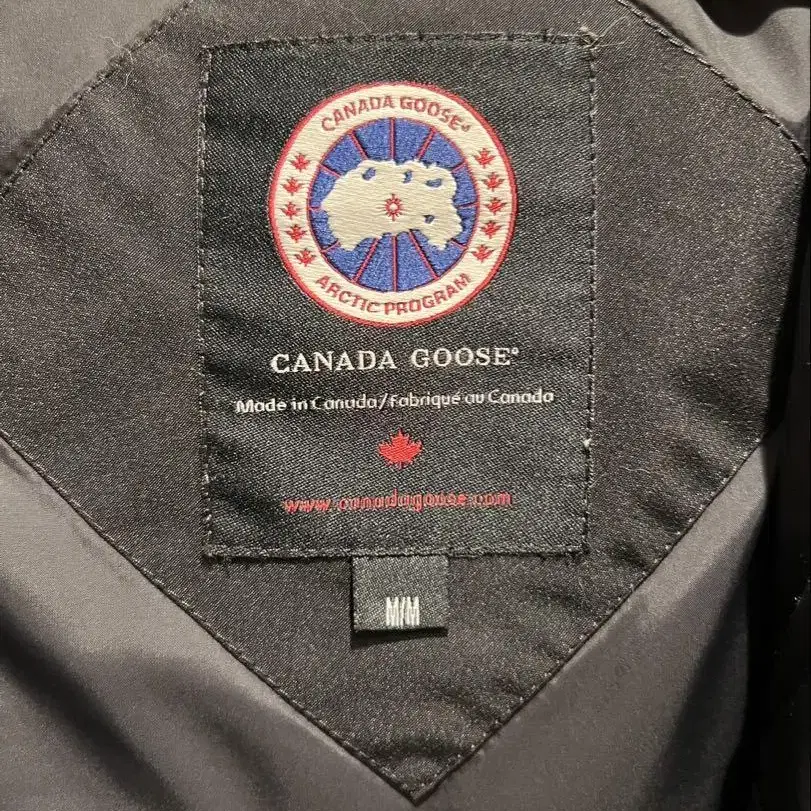 CANADA GOOSE®
ARCTIC PROGRAM
CANADA GOOSE®
Made in Canada/Fabriqué au Canada
www.canadagoose.com
M/M